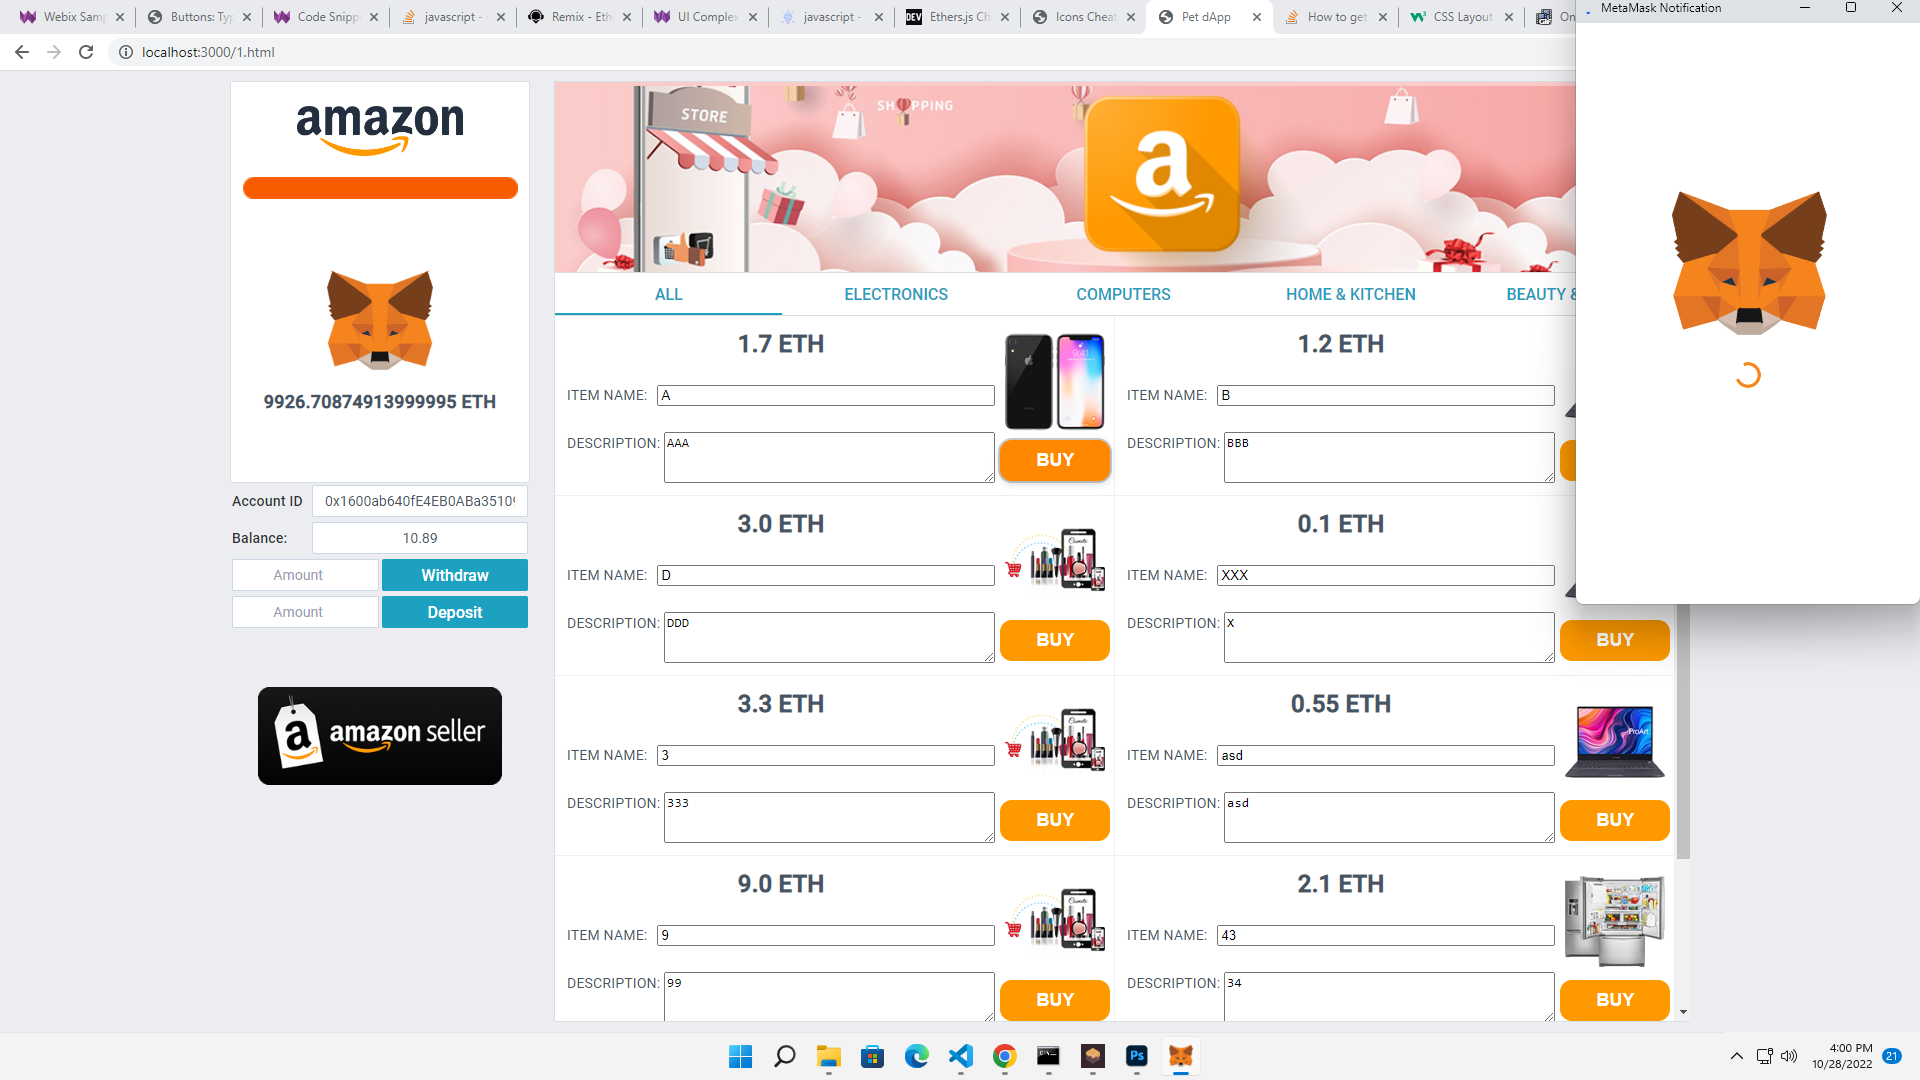 Webix Samp
Buttons: Typ
Code Snippe
javascript -
Remix - Eth
UI Complex
javascript -
DEV
Ethers.js Ch
Icons Cheat
Pet dApp
How to get
CSS Layout
On
MetaMask Notification
localhost:3000/1.html
amazon
STORE
SHOPPING
a
ALL
ELECTRONICS
COMPUTERS
HOME & KITCHEN
BEAUTY &
9926.70874913999995 ETH
Account ID
0x1600ab640fE4EB0ABa3510
Balance:
10.89
Amount
Withdraw
Amount
Deposit
a
amazon seller
1.7 ETH
ITEM NAME:
A
DESCRIPTION:
AAA
BUY
1.2 ETH
ITEM NAME:
B
DESCRIPTION:
BBB
3.0 ETH
ITEM NAME:
D
DESCRIPTION:
DDD
BUY
0.1 ETH
ITEM NAME:
XXX
DESCRIPTION:
X
BUY
3.3 ETH
ITEM NAME:
3
DESCRIPTION:
333
BUY
0.55 ETH
ITEM NAME:
asd
DESCRIPTION:
asd
ProArt
BUY
9.0 ETH
ITEM NAME:
9
DESCRIPTION:
99
BUY
2.1 ETH
ITEM NAME:
43
DESCRIPTION:
34
BUY
Ps
4:00 PM
10/28/2022
21